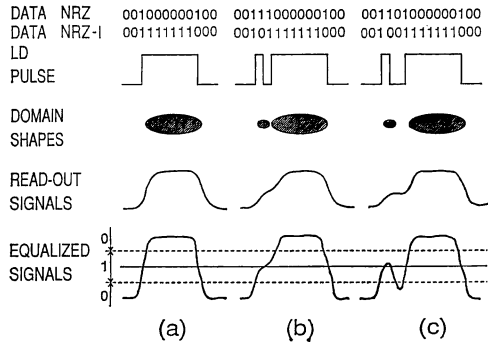 DATA NRZ 001000000100 00111000000100 001101000000100
DATA NRZ-I 001111111000 00101111111000 001001111111000
LD
PULSE
DOMAIN
SHAPES
READ-OUT
SIGNALS
EQUALIZED
SIGNALS
0
1
0
(a) (b) (c)